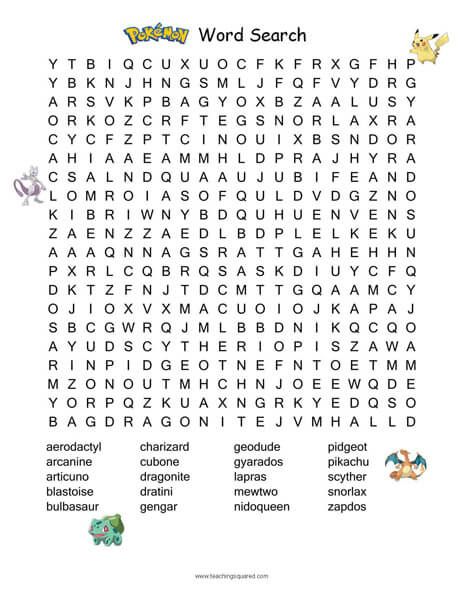 POKéMON Word Search
Y T B I Q C U X U O C F K F R X G F H P
Y B K N J H N G S M L J F Q F V Y D R G
A R S V K P B A G Y O X B Z A A L U S Y
O R K O Z C R F T E G S N O R L A X R A
C Y C F Z P T C I N O U I X B S N D O R
A H I A A E A M M H L D P R A J H Y R A
C S A L N D Q U A A U J U B I F E A N D
L O M R O I A S O F Q U L D V D G Z N O
K I B R I W N Y B D Q U H U E N V E N S
Z A E N Z Z A E D L B D P L E L K E K U
A A A Q N N A G S R A T T G A H E H H N
P X R L C Q B R Q S A S K D I U Y C F Q
D K T Z F N J T D C M T T G Q A A M C Y
O J I O X V X M A C U O I O J K A P A J
S B C G W R Q J M L B B D N I K Q C Q O
A Y U D S C Y T H E R I O P I S Z A W A
R I N P I D G E O T N E F N T O E T M M
M Z O N O U T M H C H N J O E E W Q D E
Y O R P Q Z K U A X N G R K Y E D Q S O
B A G D R A G O N I T E J V M H A L L D
aerodactyl charizard geodude pidgeot
arcanine cubone gyarados pikachu
articuno dragonite lapras scyther
blastoise dratini mewtwo snorlax
bulbasaur gengar nidoqueen zapdos
www.teachingsquared.com